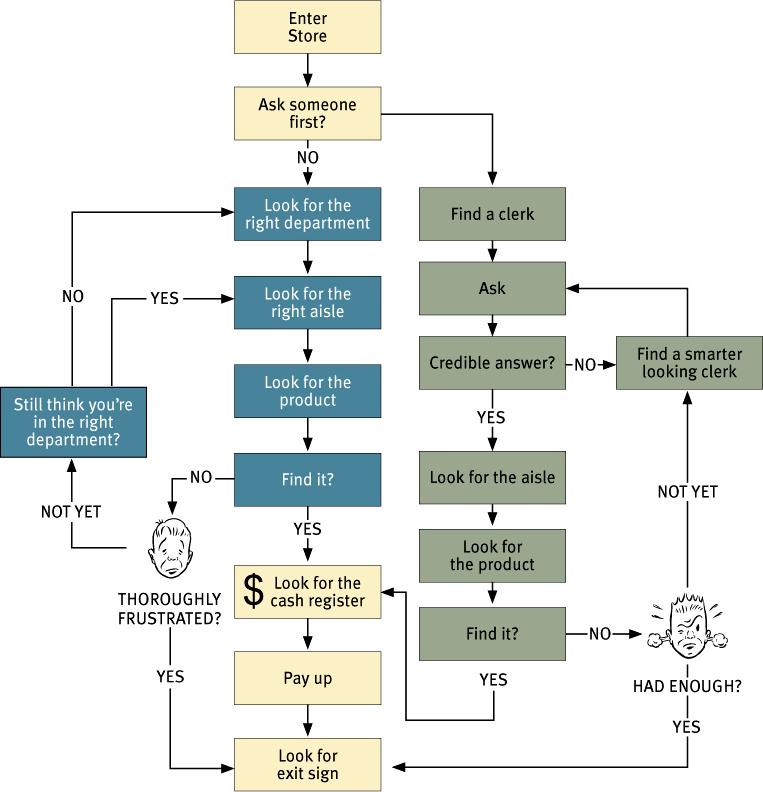 Enter
Store
Ask someone
first?
NO
Look for the
right department
Find a clerk
NO
YES
Look for the
right aisle
Ask
Look for the
product
Credible answer?
NO
Find a smarter
looking clerk
Still think you're
in the right
department?
YES
NO
Find it?
Look for the aisle
NOT YET
NOT YET
YES
Look for
the product
THOROUGHLY
FRUSTRATED?
$ Look for the
cash register
Find it?
NO
YES
Pay up
YES
HAD ENOUGH?
YES
Look for
exit sign